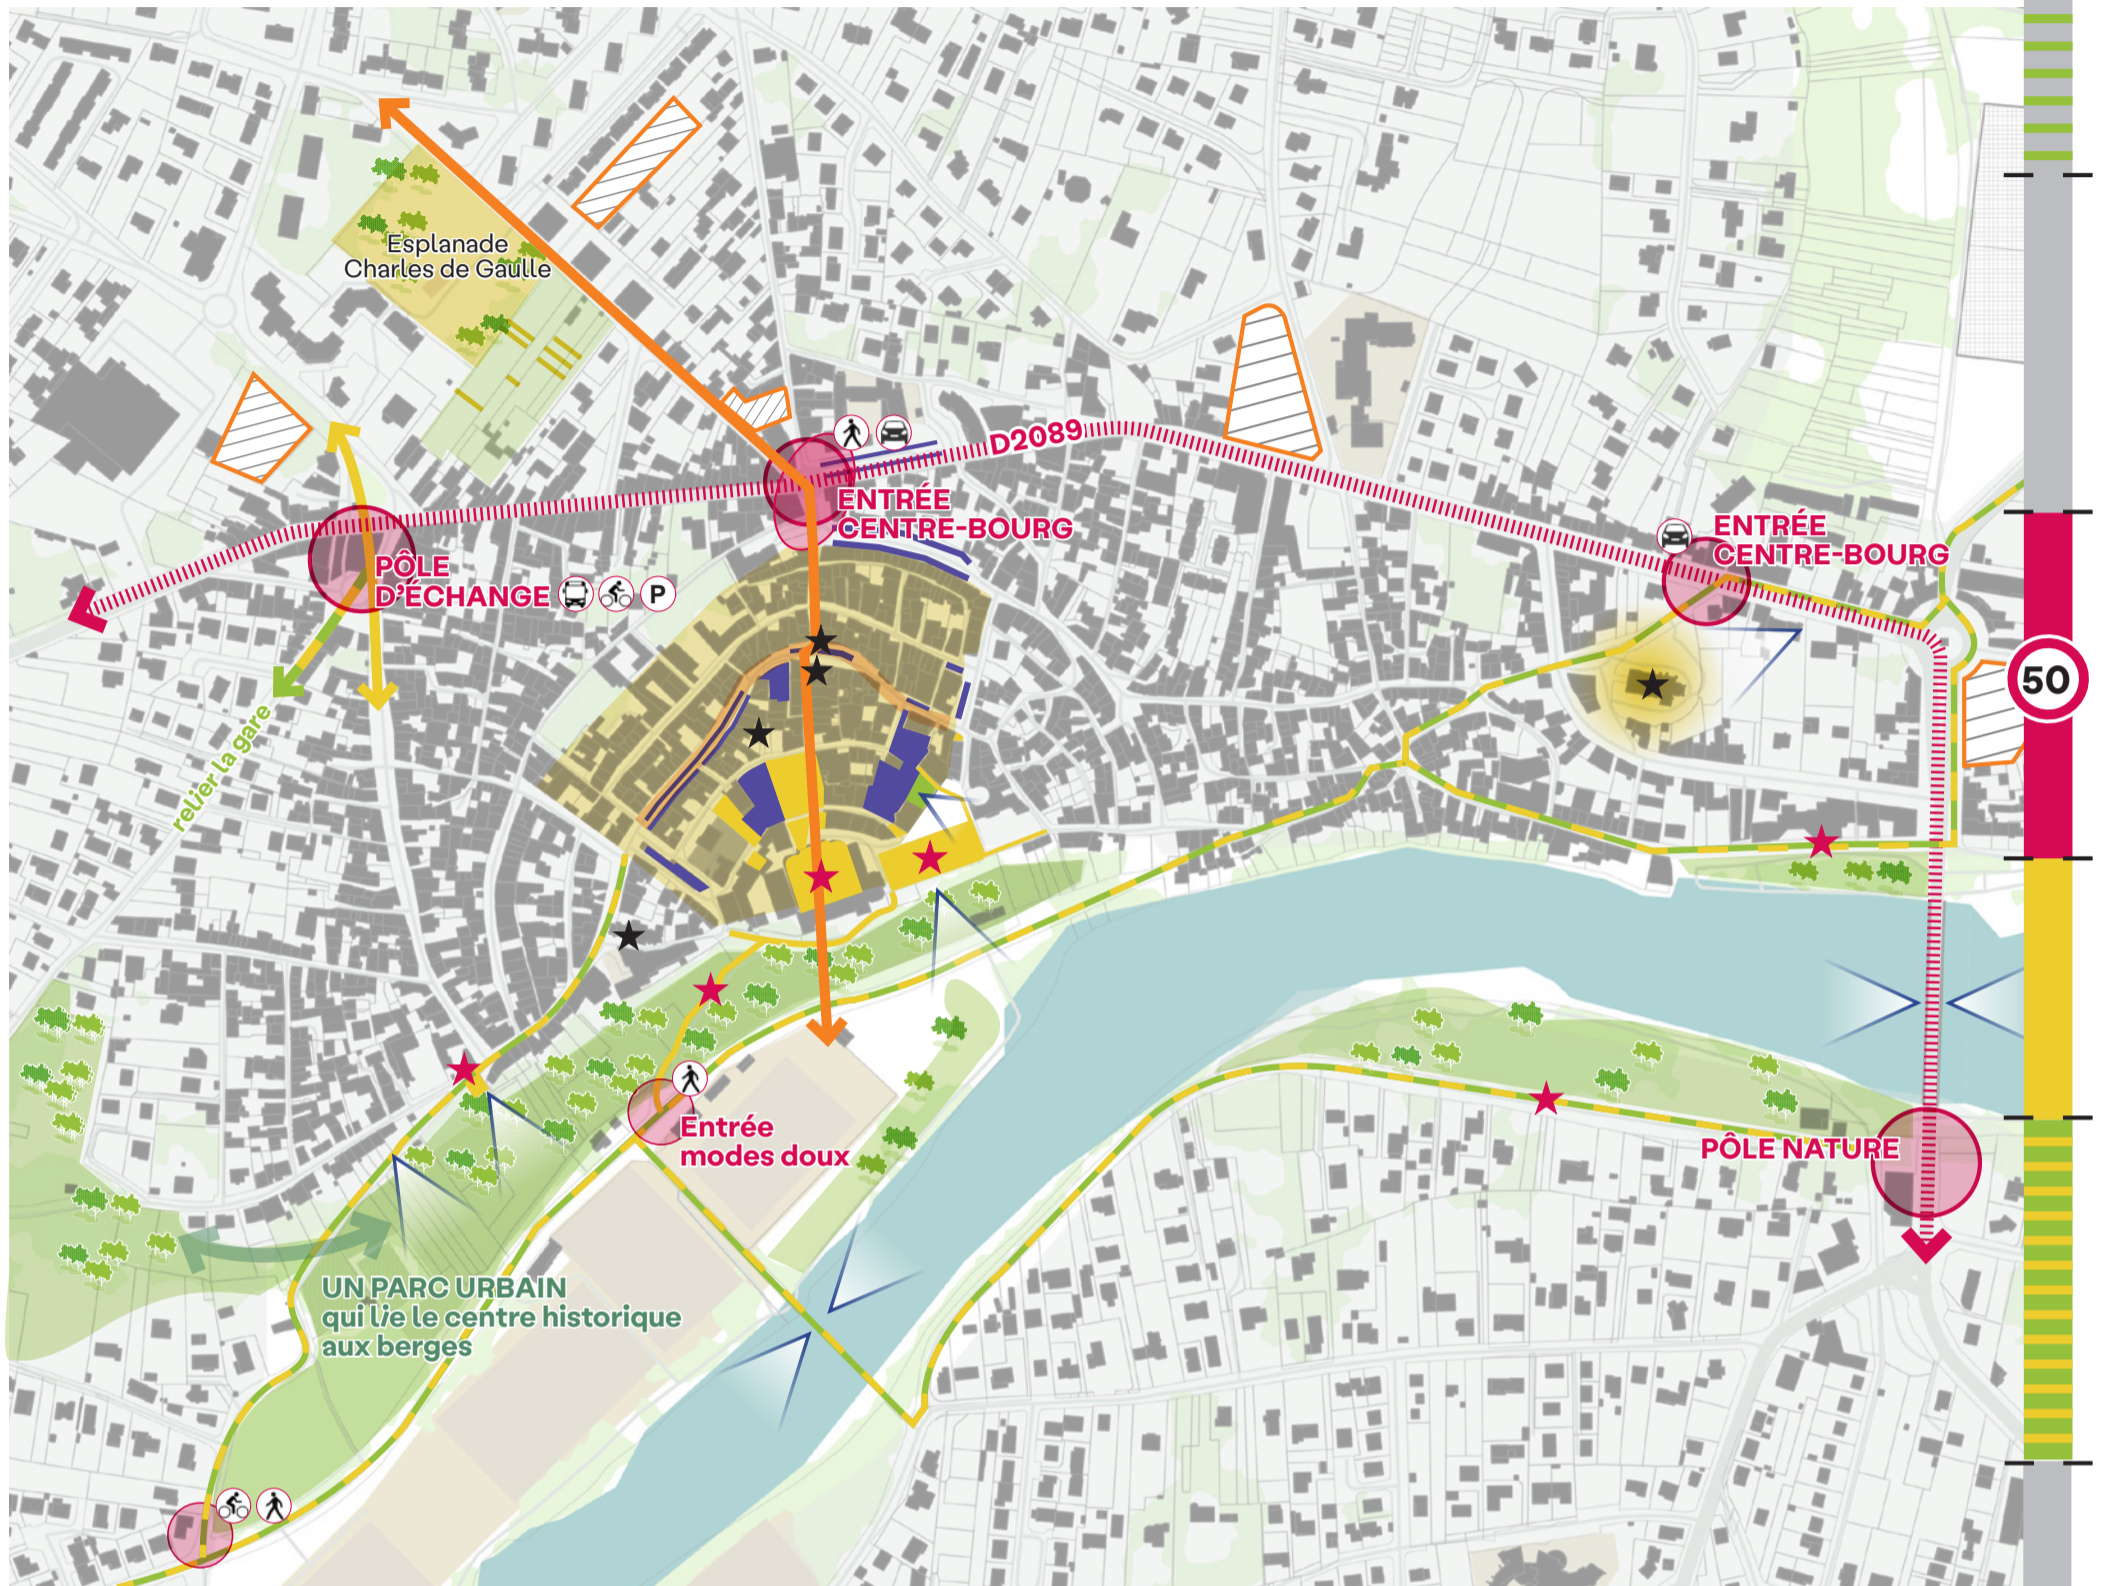 Esplanade
Charles de Gaulle
D2089
ENTRÉE
CENTRE-BOURG
ENTRÉE
CENTRE-BOURG
PÔLE
D'ÉCHANGE
P
50
relier la gare
Entrée
modes doux
PÔLE NATURE
UN PARC URBAIN
qui lie le centre historique
aux berges